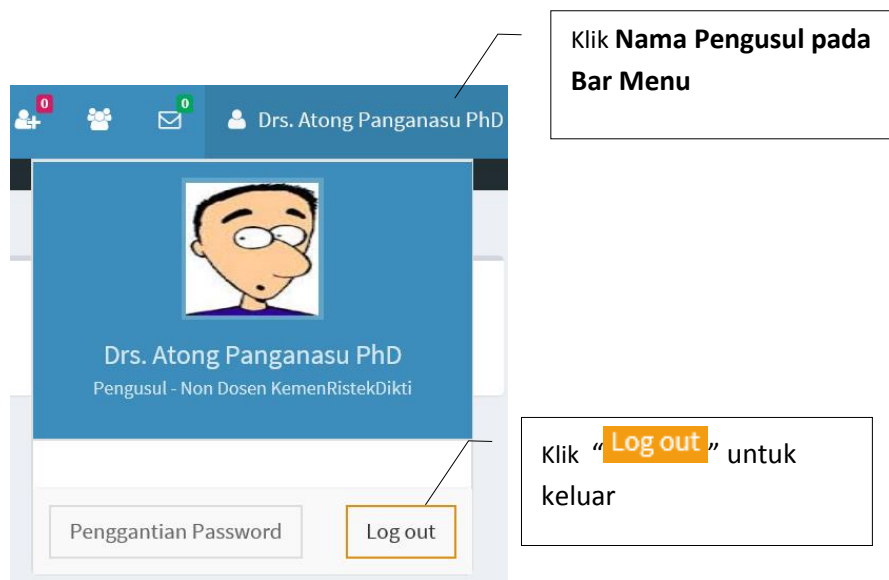 Klik Nama Pengusul pada
Bar Menu
0
0
Drs. Atong Panganasu PhD
Drs. Atong Panganasu PhD
Pengusul - Non Dosen KemenRistekDikti
Klik “ Log out ” untuk
keluar
Penggantian Password
Log out